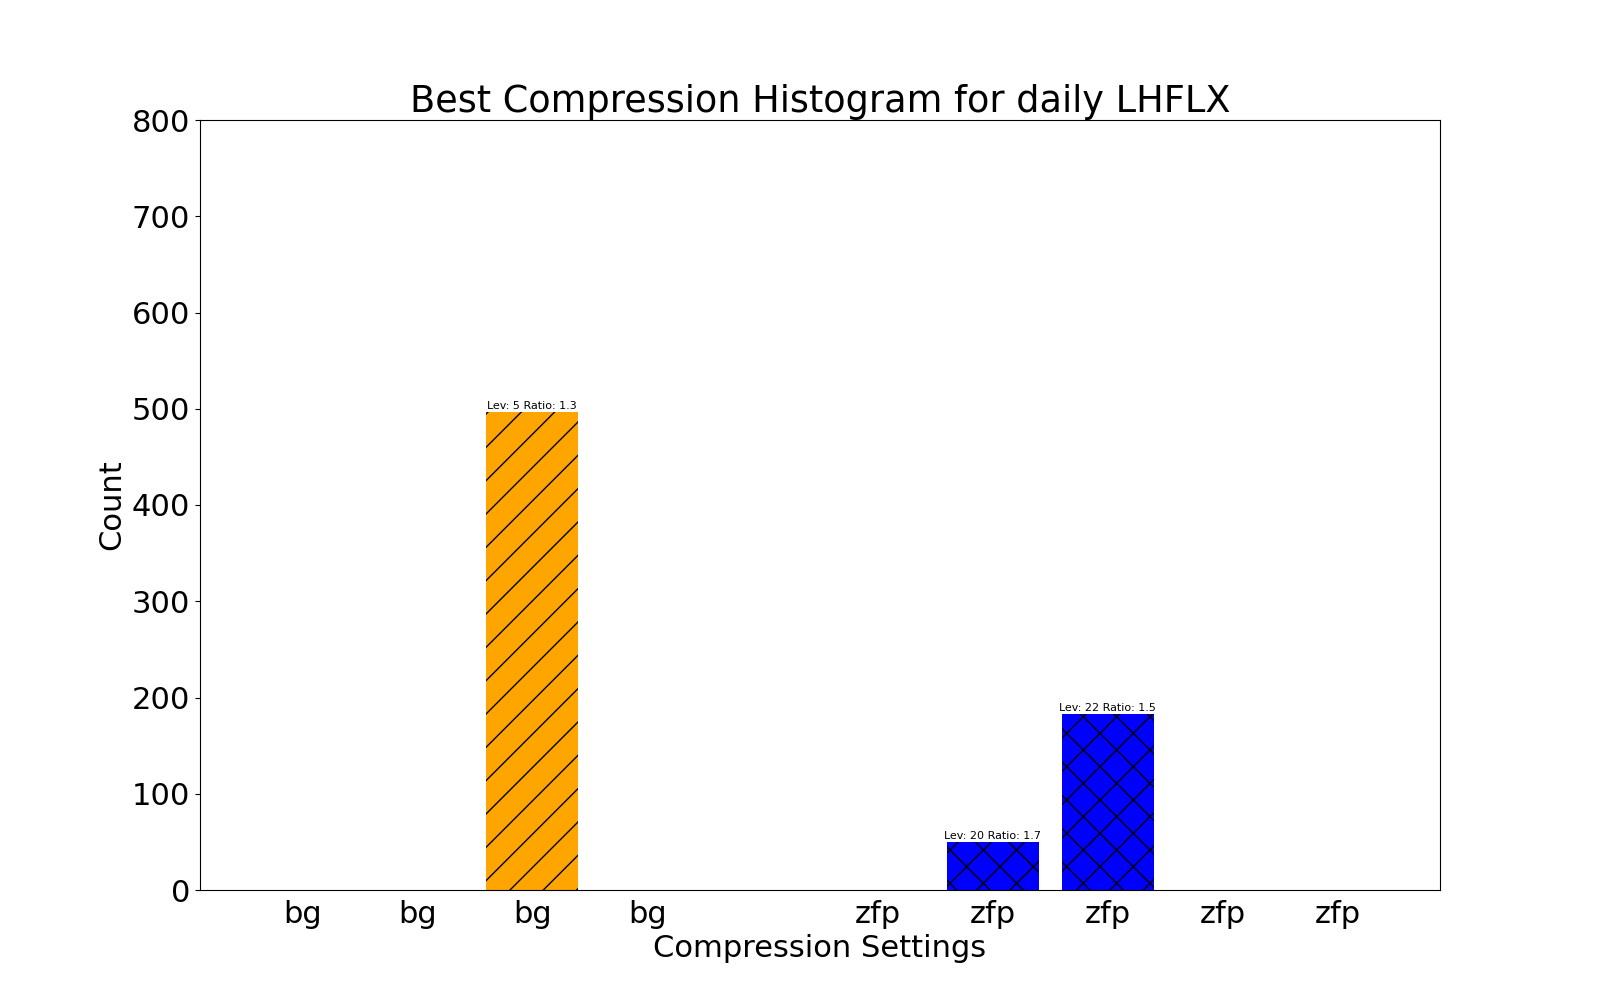 Best Compression Histogram for daily LHFLX
800
700
600
500
400
300
200
100
0
Count
Lev: 5 Ratio: 1.3
Lev: 20 Ratio: 1.7
Lev: 22 Ratio: 1.5
bg bg bg bg zfp zfp zfp zfp zfp
Compression Settings